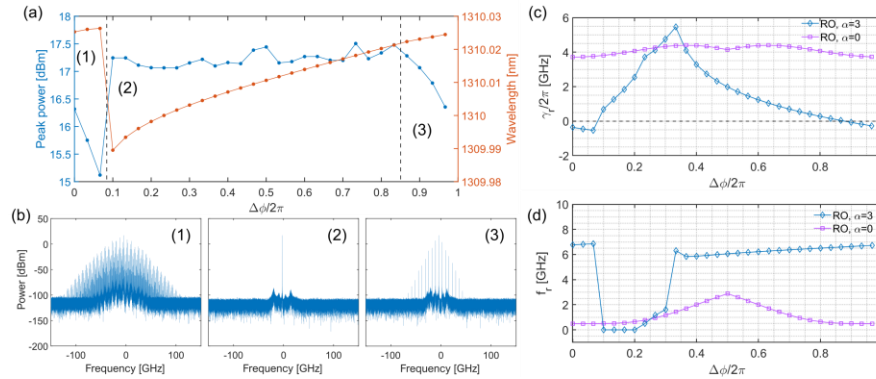 (a)
Peak power [dBm]
18
17.5
17
16.5
16
15.5
15
(1)
(2)
(3)
1310.03
1310.02
1310.01
1310
1309.99
1309.98
Wavelength [nm]
0 0.1 0.2 0.3 0.4 0.5 0.6 0.7 0.8 0.9 1
Δϕ/2π
(b)
Power [dBm]
50
0
-50
-100
-150
-200
(1)
(2)
(3)
-100 0 100
-100 0 100
-100 0 100
Frequency [GHz]
Frequency [GHz]
Frequency [GHz]
(c)
γr/2π [GHz]
6
4
2
0
-2
RO, α=3
RO, α=0
0 0.2 0.4 0.6 0.8
Δϕ/2π
(d)
fr [GHz]
10
8
6
4
2
0
RO, α=3
RO, α=0
0 0.2 0.4 0.6 0.8
Δϕ/2π